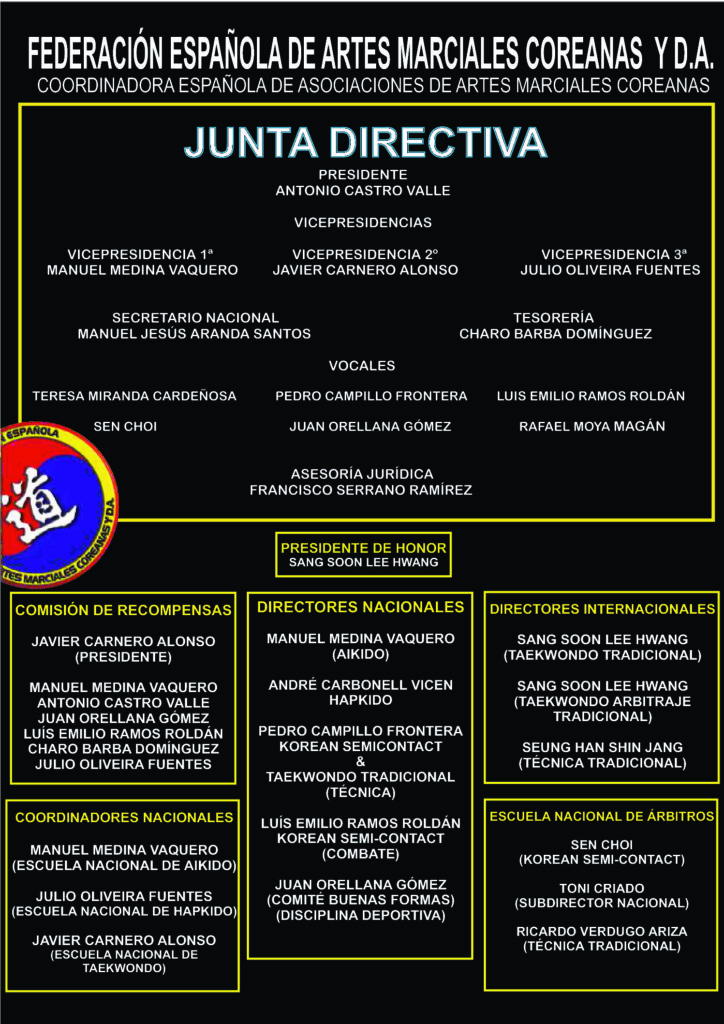 FEDERACIÓN ESPAÑOLA DE ARTES MARCIALES COREANAS Y D.A.
COORDINADORA ESPAÑOLA DE ASOCIACIONES DE ARTES MARCIALES COREANAS
JUNTA DIRECTIVA
PRESIDENTE
ANTONIO CASTRO VALLE
VICEPRESIDENCIAS
VICEPRESIDENCIA 1ª
MANUEL MEDINA VAQUERO
VICEPRESIDENCIA 2º
JAVIER CARNERO ALONSO
VICEPRESIDENCIA 3ª
JULIO OLIVEIRA FUENTES
SECRETARIO NACIONAL
MANUEL JESÚS ARANDA SANTOS
TESORERÍA
CHARO BARBA DOMÍNGUEZ
VOCALES
TERESA MIRANDA CARDEÑOSA
PEDRO CAMPILLO FRONTERA
LUIS EMILIO RAMOS ROLDÁN
SEN CHOI
JUAN ORELLANA GÓMEZ
RAFAEL MOYA MAGÁN
ASESORÍA JURÍDICA
FRANCISCO SERRANO RAMÍREZ
N ESPAÑOLA
道
ARTES MARCIALES COREANAS Y D.A.
PRESIDENTE DE HONOR
SANG SOON LEE HWANG
COMISIÓN DE RECOMPENSAS
JAVIER CARNERO ALONSO
(PRESIDENTE)
MANUEL MEDINA VAQUERO
ANTONIO CASTRO VALLE
JUAN ORELLANA GÓMEZ
LUÍS EMILIO RAMOS ROLDÁN
CHARO BARBA DOMÍNGUEZ
JULIO OLIVEIRA FUENTES
DIRECTORES NACIONALES
MANUEL MEDINA VAQUERO
(AIKIDO)
ANDRÉ CARBONELL VICEN
HAPKIDO
PEDRO CAMPILLO FRONTERA
KOREAN SEMICONTACT
&
TAEKWONDO TRADICIONAL
(TÉCNICA)
LUÍS EMILIO RAMOS ROLDÁN
KOREAN SEMI-CONTACT
(COMBATE)
JUAN ORELLANA GÓMEZ
(COMITÉ BUENAS FORMAS)
(DISCIPLINA DEPORTIVA)
DIRECTORES INTERNACIONALES
SANG SOON LEE HWANG
(TAEKWONDO TRADICIONAL)
SANG SOON LEE HWANG
(TAEKWONDO ARBITRAJE
TRADICIONAL)
SEUNG HAN SHIN JANG
(TÉCNICA TRADICIONAL)
COORDINADORES NACIONALES
MANUEL MEDINA VAQUERO
(ESCUELA NACIONAL DE AIKIDO)
JULIO OLIVEIRA FUENTES
(ESCUELA NACIONAL DE HAPKIDO)
JAVIER CARNERO ALONSO
(ESCUELA NACIONAL DE
TAEKWONDO)
ESCUELA NACIONAL DE ÁRBITROS
SEN CHOI
(KOREAN SEMI-CONTACT)
TONI CRIADO
(SUBDIRECTOR NACIONAL)
RICARDO VERDUGO ARIZA
(TÉCNICA TRADICIONAL)